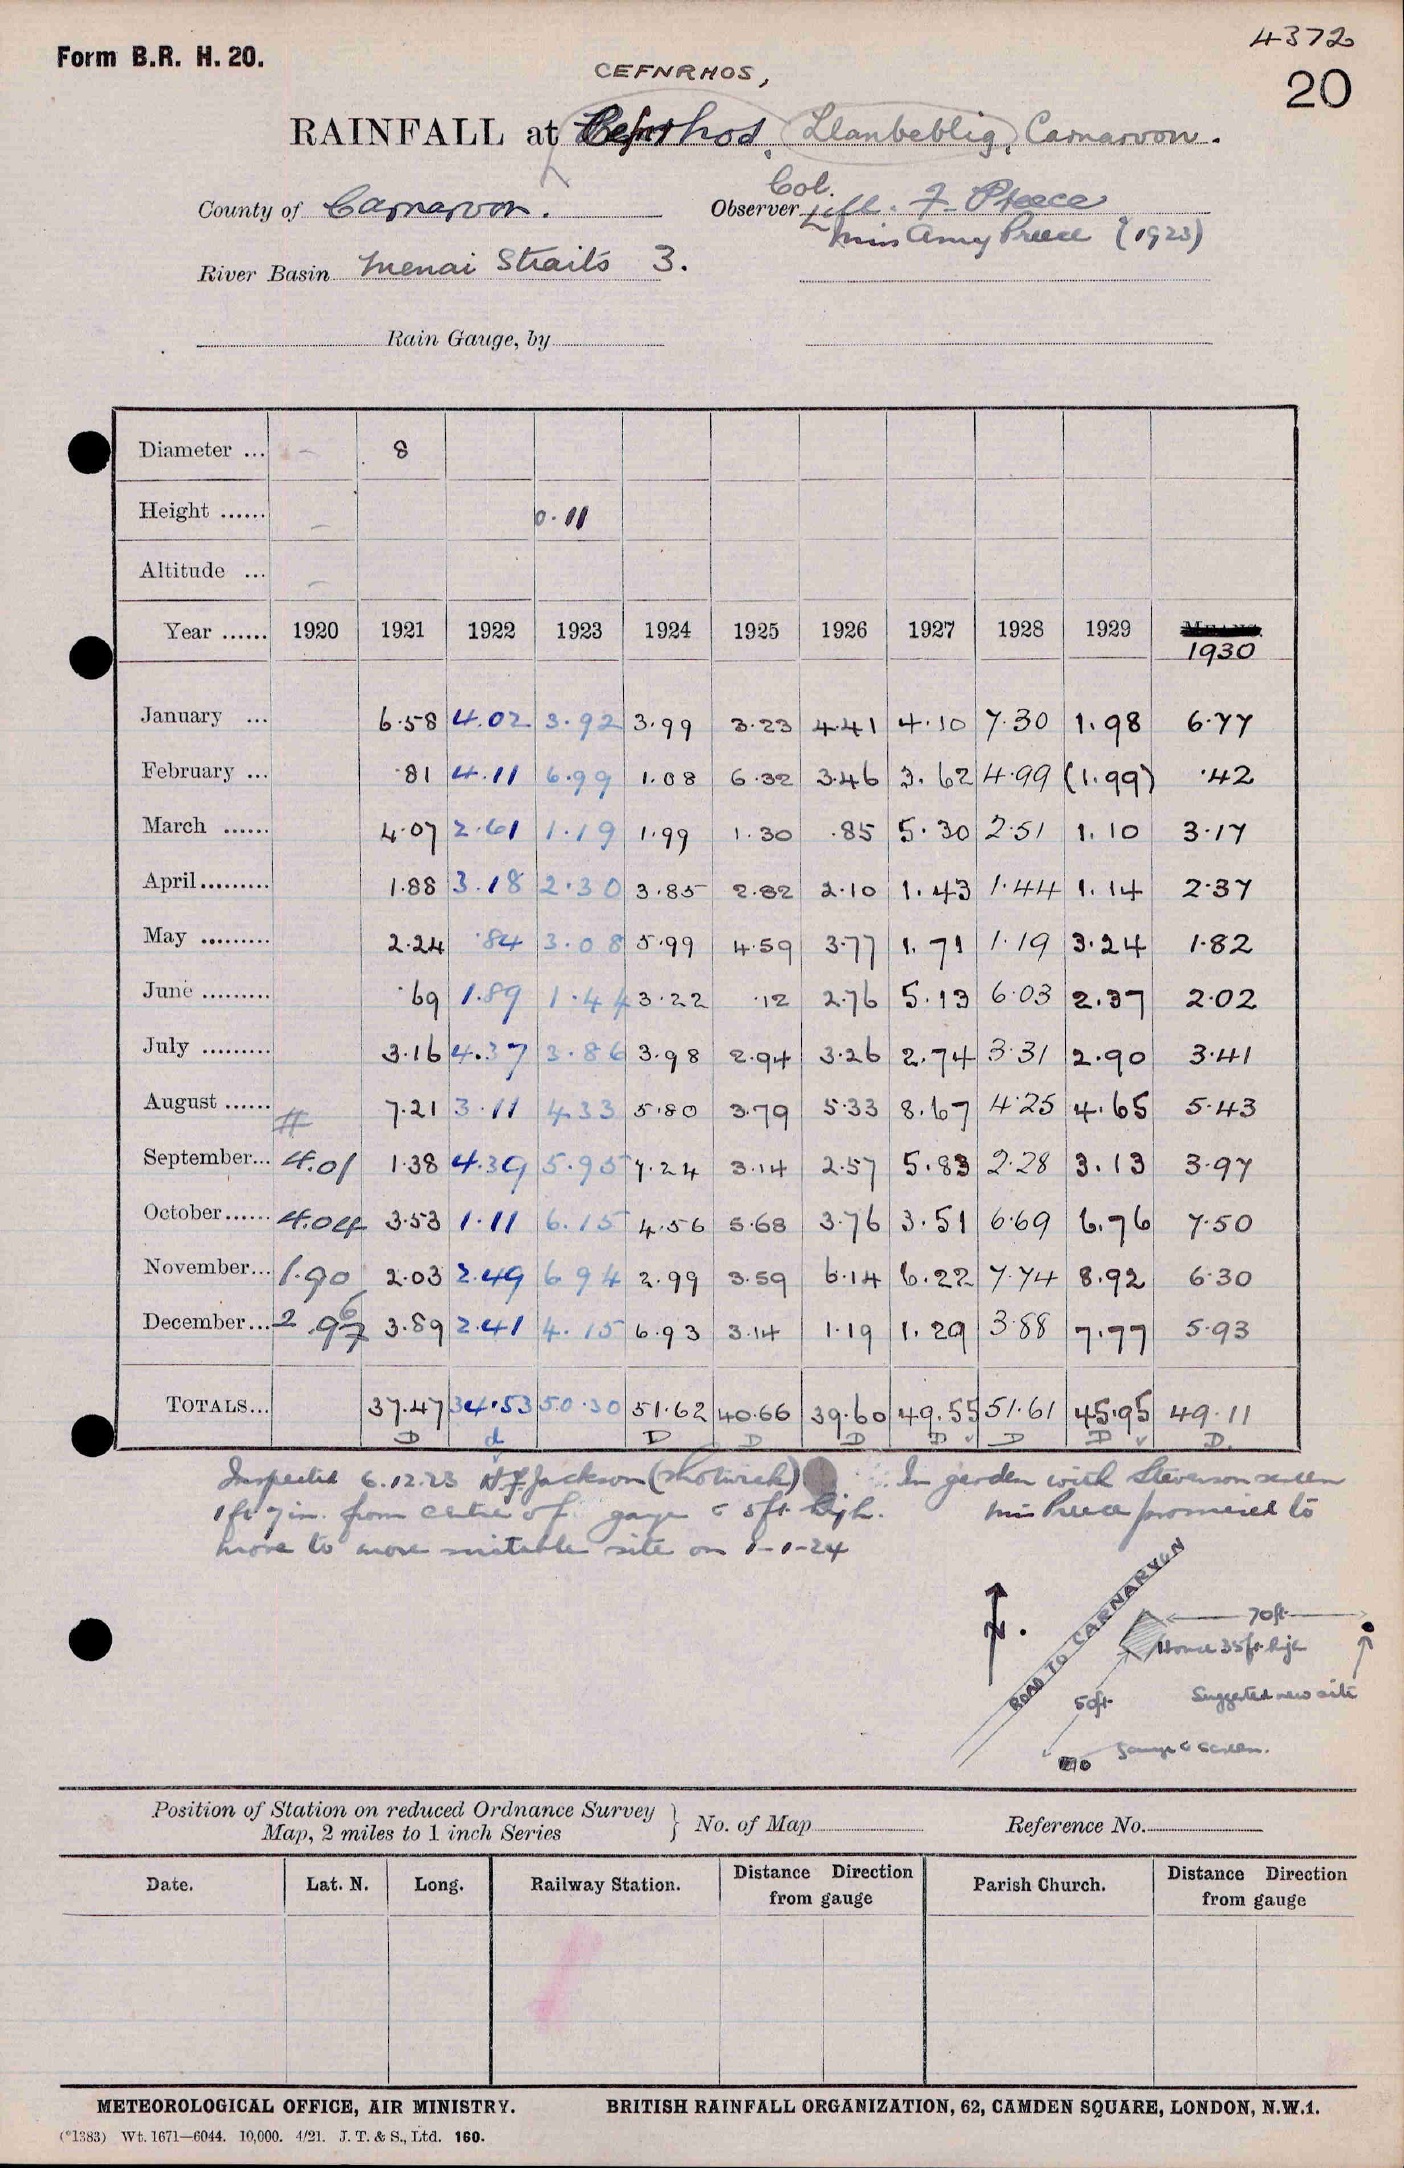 4372
Form B.R. H. 20.
20
CEFNRHOS,
RAINFALL at Cefnrhos, Llanbeblig, Carnarvon.
Col.
County of Carnarvon. Observer F. Preece
Miss Amy Preece (1923)
River Basin Menai Straits 3.
Rain Gauge, by
Diameter ... - 8
Height ...... - 0.11
Altitude ... -
Year ...... 1920 1921 1922 1923 1924 1925 1926 1927 1928 1929 MEANS.
1930
January ... 6.58 4.02 3.92 3.99 3.23 4.41 4.10 7.30 1.98 6.77
February ... .81 4.11 6.99 1.08 6.32 3.46 3.62 4.99 (1.99) .42
March ...... 4.07 2.61 1.19 1.99 1.30 .85 5.30 2.51 1.10 3.17
April ......... 1.88 3.18 2.30 3.85 2.82 2.10 1.43 1.44 1.14 2.37
May ......... 2.24 .84 3.08 5.99 4.59 3.77 1.71 1.19 3.24 1.82
June ......... .69 1.89 1.44 3.22 .12 2.76 5.13 6.03 2.37 2.02
July ......... 3.16 4.37 3.86 3.98 2.94 3.26 2.74 3.31 2.90 3.41
August ...... # 7.21 3.11 4.33 5.80 3.79 5.33 8.67 4.25 4.65 5.43
September... 4.01 1.38 4.39 5.95 7.24 3.14 2.57 5.83 2.28 3.13 3.97
October...... 4.04 3.53 1.11 6.15 4.56 5.68 3.76 3.51 6.69 6.76 7.50
November... 1.90 2.03 2.49 6.94 2.99 3.59 6.14 6.22 7.74 8.92 6.30
December... 2.96 3.89 2.41 4.15 6.93 3.14 1.19 1.29 3.88 7.77 5.93
TOTALS... 37.47 34.53 50.30 51.62 40.66 39.60 49.55 51.61 45.95 49.11
D d D D D D v D D v D.
Inspected 6.12.23 Jackson (Shotwick) In garden with Stevenson screen
1ft 7in. from centre of gauge & 5ft. high. Miss Preece promised to
move to more suitable site on 1-1-24
N.
ROAD TO CARNARVON
70ft
House 35ft high
50ft
Suggested new site
gauge & screen.
Position of Station on reduced Ordnance Survey
Map, 2 miles to 1 inch Series } No. of Map Reference No.
Date. Lat. N. Long. Railway Station. Distance Direction from gauge Parish Church. Distance Direction from gauge
METEOROLOGICAL OFFICE, AIR MINISTRY. BRITISH RAINFALL ORGANIZATION, 62, CAMDEN SQUARE, LONDON, N.W.1.
(*1383) Wt. 1671—6044. 10,000. 4/21. J. T. & S., Ltd. 160.